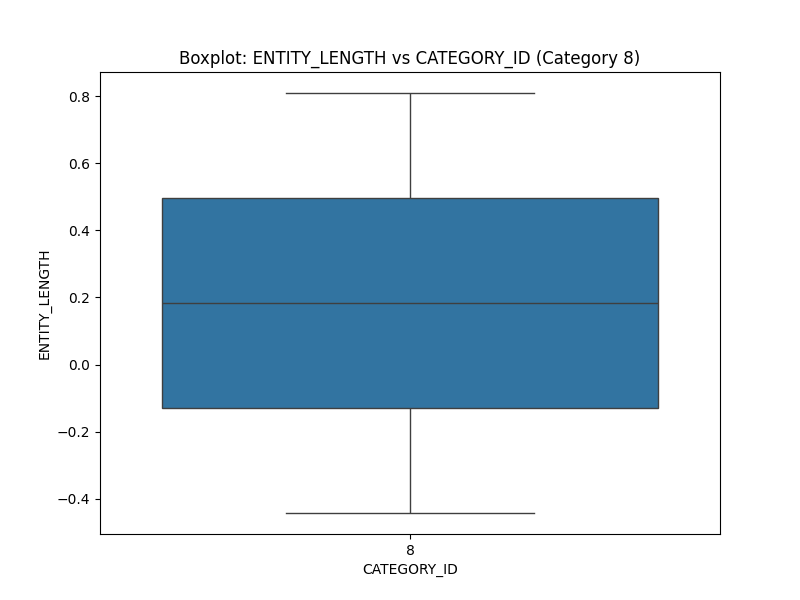 Boxplot: ENTITY_LENGTH vs CATEGORY_ID (Category 8)
0.8
0.6
0.4
0.2
0.0
−0.2
−0.4
ENTITY_LENGTH
8
CATEGORY_ID